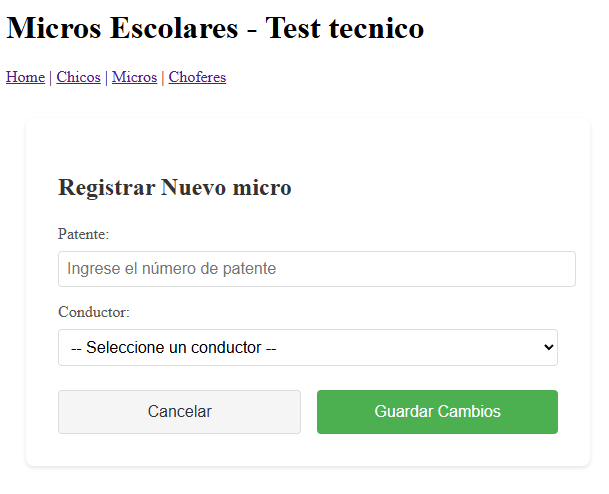 Micros Escolares - Test tecnico
Home | Chicos | Micros | Choferes
Registrar Nuevo micro
Patente:
Ingrese el número de patente
Conductor:
-- Seleccione un conductor --
Cancelar
Guardar Cambios